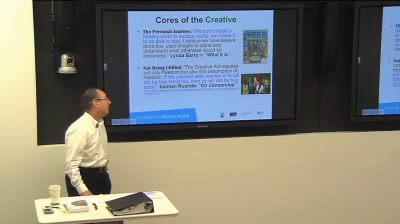 Cores of the Creative
• The Personal Journey: "We don't create a
fantasy world to escape reality, we create it
to be able to stay. I believe we have always
done this, used images to stand and
understand what otherwise would be
intolerable." Lynda Barry in "What It Is".
• Not Being Chilled: "The Creative Act requires
not only freedom but also this assumption of
freedom. If the creative artist worries if he will
still be free tomorrow, then he will not be free
today." Salman Rushdie "On Censorship"
DIGITAL MEDIA